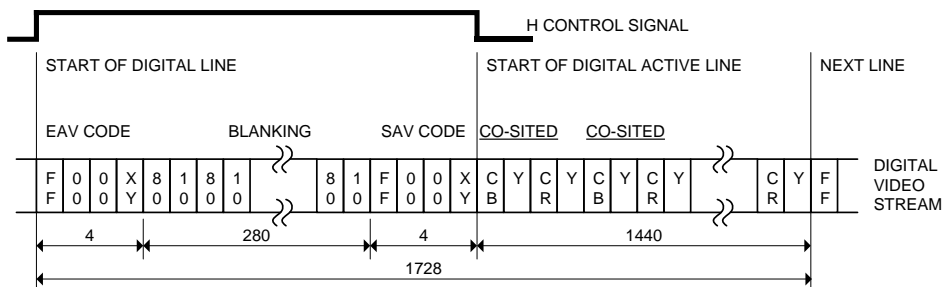 H CONTROL SIGNAL
START OF DIGITAL LINE
START OF DIGITAL ACTIVE LINE
NEXT LINE
EAV CODE
BLANKING
SAV CODE
CO-SITED
CO-SITED
F 0 0 X 8 1 8 1 8 1 F 0 0 X C Y C Y C Y C Y C Y F
F 0 0 Y 0 0 0 0 0 0 F 0 0 Y B R B R R F
DIGITAL
VIDEO
STREAM
4
280
4
1440
1728